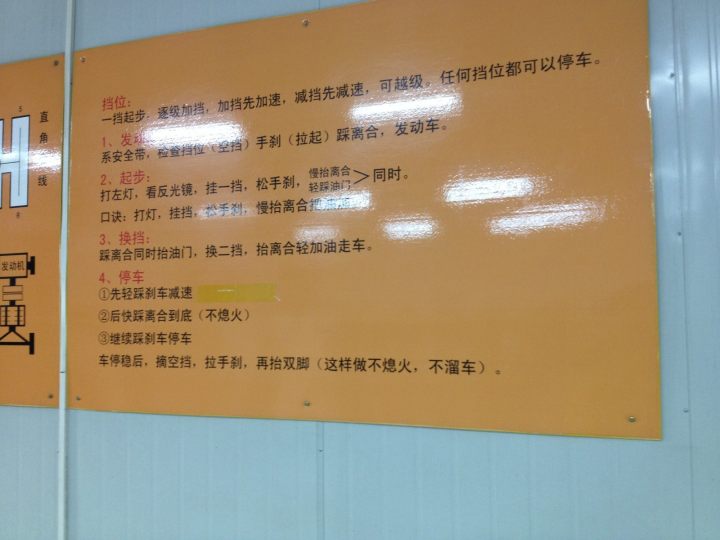 挡位:
一挡起步. 逐级加挡, 加挡先加速, 减挡先减速, 可越级。任何挡位都可以停车。
1、发动
系安全带, 检查挡位(空挡)手刹(拉起)踩离合, 发动车。
2、起步:
打左灯, 看反光镜, 挂一挡, 松手刹, 慢抬离合 轻踩油门 >同时。
口诀: 打灯, 挂挡, 松手刹, 慢抬离合
3、换挡:
踩离合同时抬油门, 换二挡, 抬离合轻加油走车。
4、停车
①先轻踩刹车减速
②后快踩离合到底(不熄火)
③继续踩刹车停车
车停稳后, 摘空挡, 拉手刹, 再抬双脚(这样做不熄火, 不溜车)。
5
6
直角线
发动机